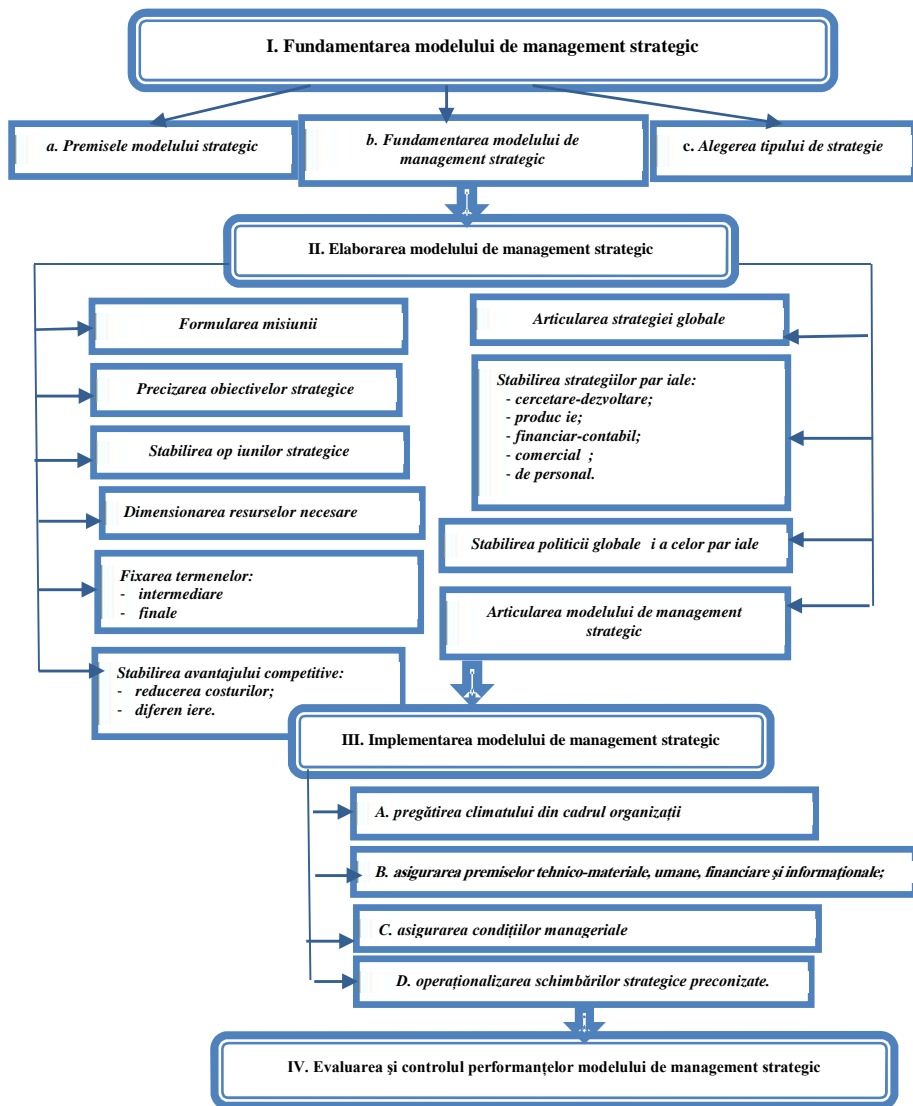 I. Fundamentarea modelului de management strategic
a. Premisele modelului strategic
b. Fundamentarea modelului de
management strategic
c. Alegerea tipului de strategie
II. Elaborarea modelului de management strategic
Formularea misiunii
Precizarea obiectivelor strategice
Stabilirea op iunilor strategice
Dimensionarea resurselor necesare
Fixarea termenelor:
- intermediare
- finale
Stabilirea avantajului competitive:
- reducerea costurilor;
- diferen iere.
Articularea strategiei globale
Stabilirea strategiilor par iale:
- cercetare-dezvoltare;
- produc ie;
- financiar-contabil;
- comercial ;
- de personal.
Stabilirea politicii globale i a celor par iale
Articularea modelului de management
strategic
III. Implementarea modelului de management strategic
A. pregătirea climatului din cadrul organizații
B. asigurarea premiselor tehnico-materiale, umane, financiare și informaționale;
C. asigurarea condițiilor manageriale
D. operaționalizarea schimbărilor strategice preconizate.
IV. Evaluarea și controlul performanțelor modelului de management strategic